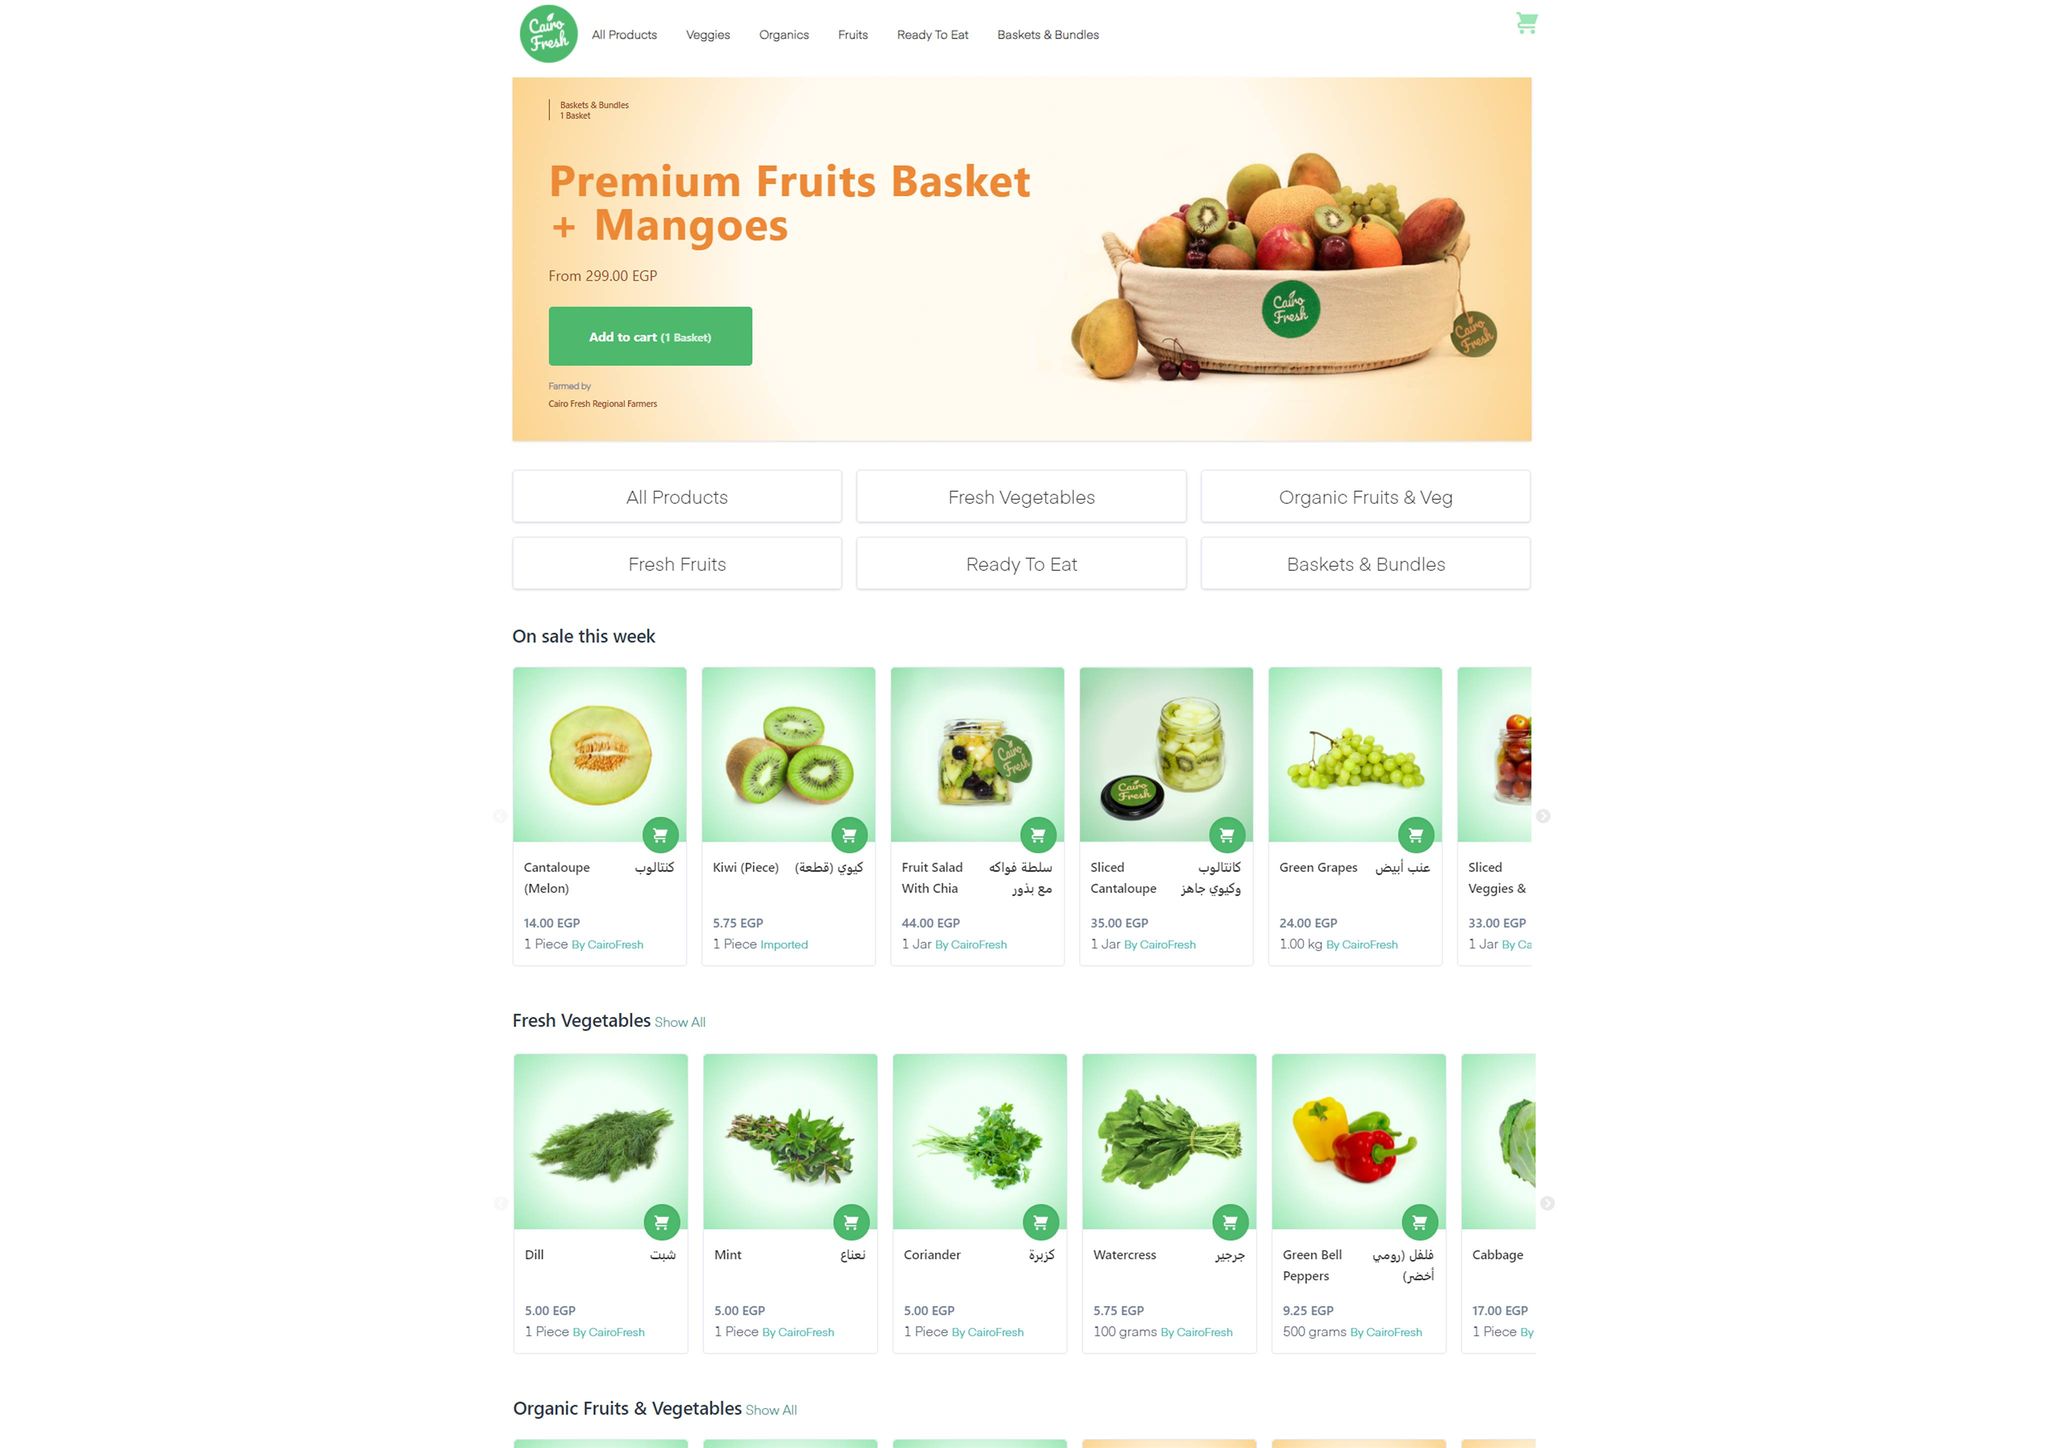 Cairo
Fresh
All Products
Veggies
Organics
Fruits
Ready To Eat
Baskets & Bundles
Baskets & Bundles
1 Basket
Premium Fruits Basket
+ Mangoes
From 299.00 EGP
Add to cart (1 Basket)
Farmed by
Cairo Fresh Regional Farmers
Cairo
Fresh
Cairo
Fresh
All Products
Fresh Vegetables
Organic Fruits & Veg
Fresh Fruits
Ready To Eat
Baskets & Bundles
On sale this week
Cairo
Fresh
Cairo
Fresh
Cantaloupe
(Melon)
كنتالوب
14.00 EGP
1 Piece By CairoFresh
Kiwi (Piece)
كيوي (قطعة)
5.75 EGP
1 Piece Imported
Fruit Salad
With Chia
سلطة فواكه
مع بذور
44.00 EGP
1 Jar By CairoFresh
Sliced
Cantaloupe
كانتالوب
وكيوي جاهز
35.00 EGP
1 Jar By CairoFresh
Green Grapes
عنب أبيض
24.00 EGP
1.00 kg By CairoFresh
Sliced
Veggies &
33.00 EGP
1 Jar By Ca
Fresh Vegetables Show All
Dill
شبت
5.00 EGP
1 Piece By CairoFresh
Mint
نعناع
5.00 EGP
1 Piece By CairoFresh
Coriander
كزبرة
5.00 EGP
1 Piece By CairoFresh
Watercress
جرجير
5.75 EGP
100 grams By CairoFresh
Green Bell
Peppers
فلفل (رومي
أخضر)
9.25 EGP
500 grams By CairoFresh
Cabbage
17.00 EGP
1 Piece By
Organic Fruits & Vegetables Show All